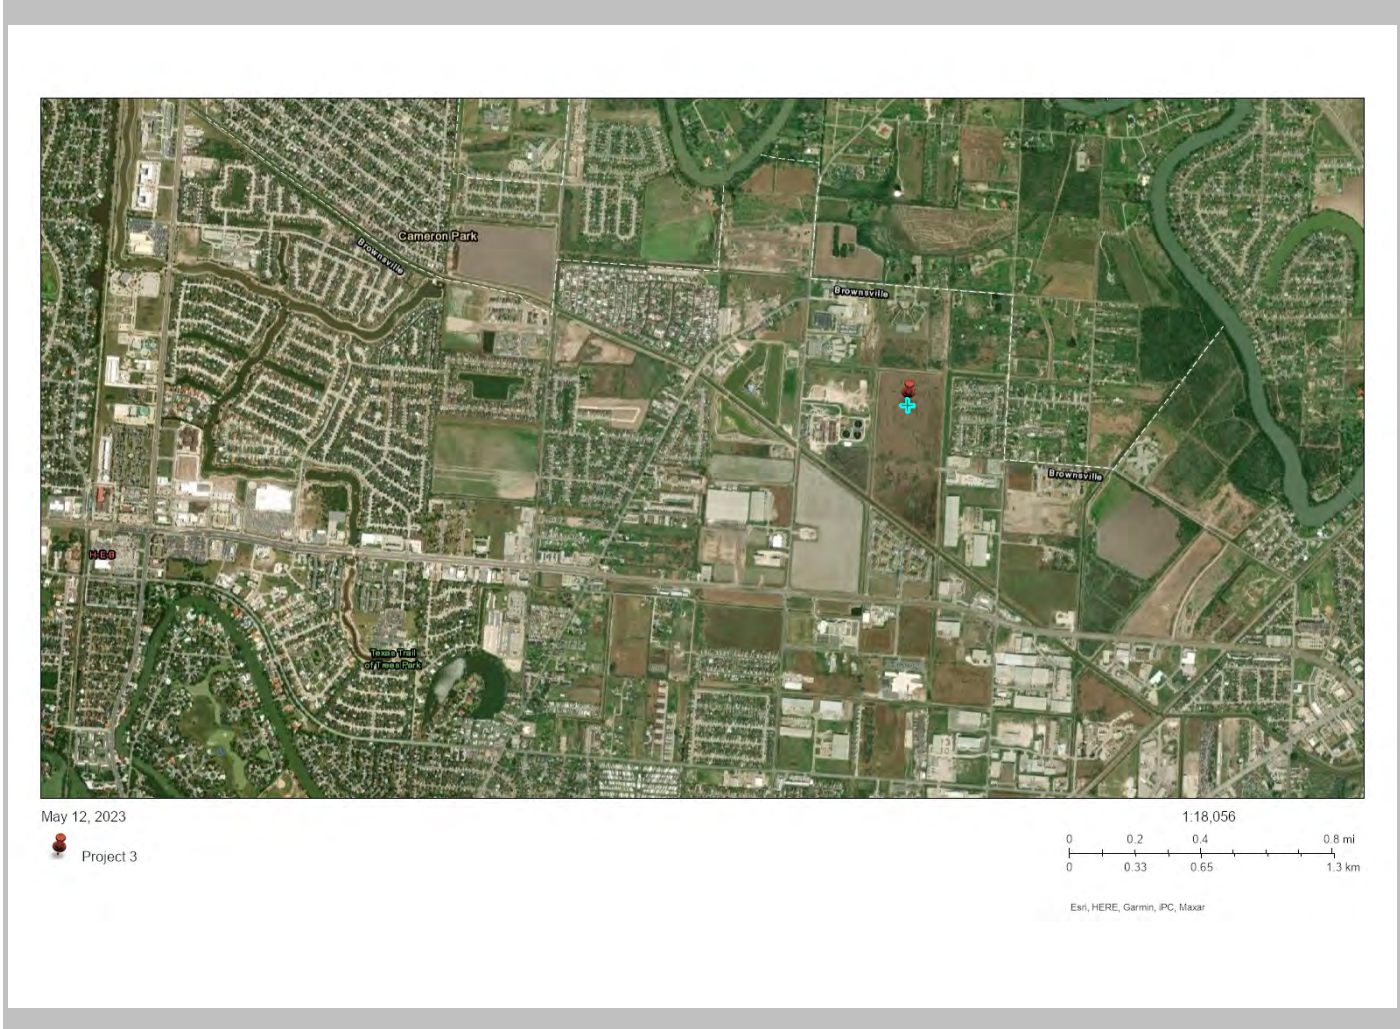 Cameron Park
Brownsville
Brownsville
Brownsville
H-E-B
Texas Trail
of Trees Park
May 12, 2023
Project 3
1:18,056
0 0.2 0.4 0.8 mi
0 0.33 0.65 1.3 km
Esri, HERE, Garmin, iPC, Maxar